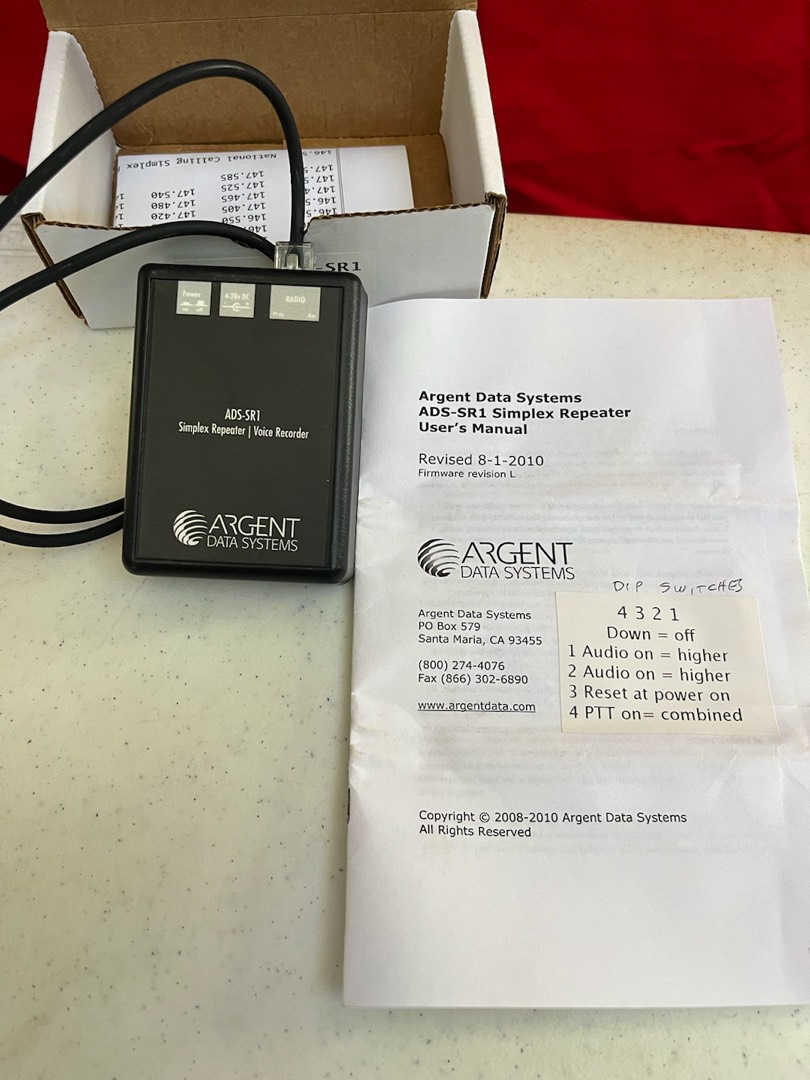 National Calling Simplex
147.585
147.525
147.540
147.465
147.480
147.405
147.420
146.550
-SR1
Power
4-28v DC
RADIO
ADS-SR1
Simplex Repeater | Voice Recorder
ARGENT
DATA SYSTEMS
Argent Data Systems
ADS-SR1 Simplex Repeater
User's Manual
Revised 8-1-2010
Firmware revision L
ARGENT
DATA SYSTEMS
Argent Data Systems
PO Box 579
Santa Maria, CA 93455
(800) 274-4076
Fax (866) 302-6890
www.argentdata.com
DIP SWITCHES
4 3 2 1
Down = off
1 Audio on = higher
2 Audio on = higher
3 Reset at power on
4 PTT on= combined
Copyright © 2008-2010 Argent Data Systems
All Rights Reserved